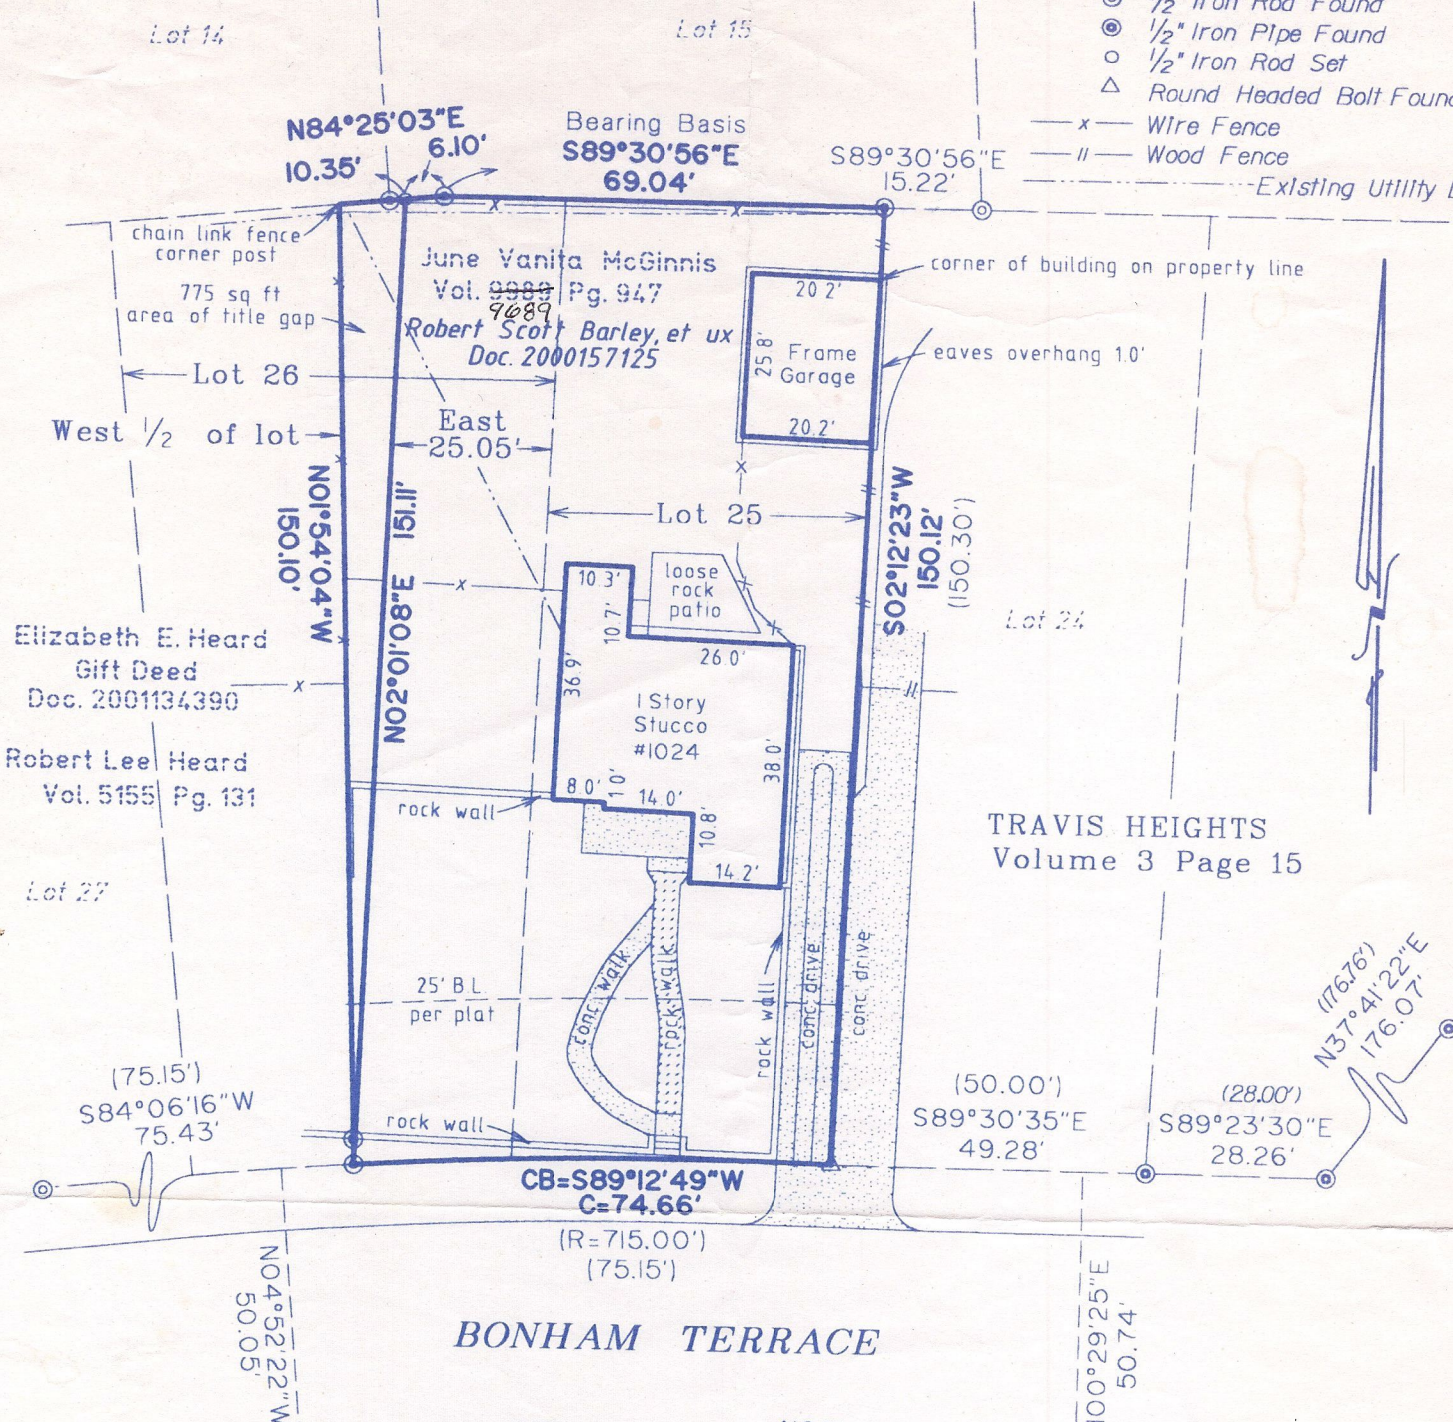 Lot 14
Lot 15
1/2" Iron Rod Found
1/2" Iron Pipe Found
1/2" Iron Rod Set
Round Headed Bolt Found
Wire Fence
Wood Fence
Existing Utility
N84°25'03"E
10.35'
6.10'
Bearing Basis
S89°30'56"E
69.04'
S89°30'56"E
15.22'
chain link fence
corner post
775 sq ft
area of title gap
June Vanita McGinnis
Vol. 9989 Pg. 947
9689
Robert Scott Barley, et ux
Doc. 2000157125
20 2'
25.8'
Frame
Garage
20.2'
corner of building on property line
eaves overhang 1.0'
Lot 26
West 1/2 of lot
East
25.05'
Lot 25
N01°54'04"W
150.10'
N02°01'08"E 151.11'
S02°12'23"W
150.12'
(150.30')
Lot 24
10.3'
10.7'
loose
rock
patio
26.0'
36.9'
1 Story
Stucco
#1024
38.0'
8.0'
1.0'
14.0'
10.8'
14.2'
Elizabeth E. Heard
Gift Deed
Doc. 2001134390
Robert Lee Heard
Vol. 5155 Pg. 131
rock wall
Lot 27
TRAVIS HEIGHTS
Volume 3 Page 15
25' B.L.
per plat
conc walk
rock walk
rock wall
conc drive
conc drive
(176.76')
N37°41'22"E
176.07'
(75.15')
S84°06'16"W
75.43'
rock wall
(50.00')
S89°30'35"E
49.28'
(28.00')
S89°23'30"E
28.26'
CB=S89°12'49"W
C=74.66'
(R=715.00')
(75.15')
N04°52'22"W
50.05'
N00°29'25"E
50.74'
BONHAM TERRACE